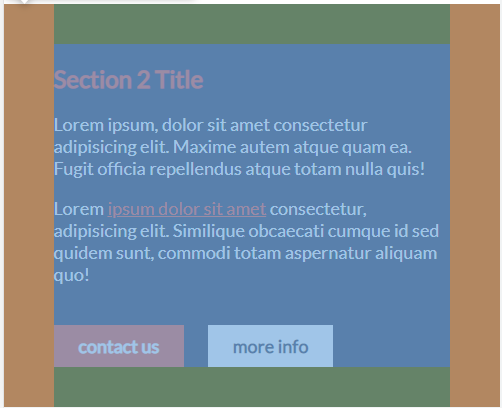 Section 2 Title
Lorem ipsum, dolor sit amet consectetur
adipisicing elit. Maxime autem atque quam ea.
Fugit officia repellendus atque totam nulla quis!
Lorem ipsum dolor sit amet consectetur,
adipisicing elit. Similique obcaecati cumque id sed
quidem sunt, commodi totam aspernatur aliquam
quo!
contact us more info